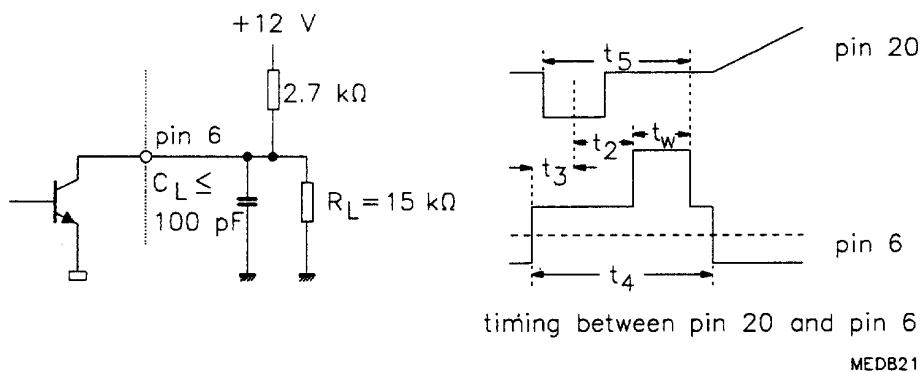 +12 V
2.7 kΩ
pin 6
C_L ≤
100 pF
R_L = 15 kΩ
t_5
pin 20
t_2
t_w
t_3
pin 6
t_4
timing between pin 20 and pin 6
MEDB21